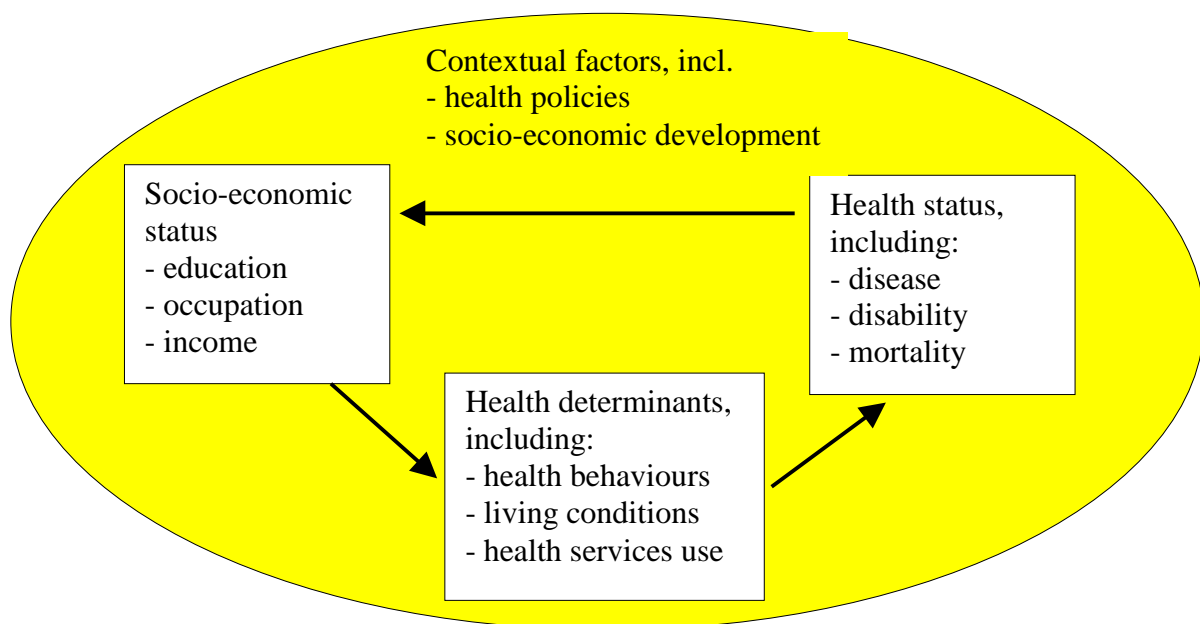 Contextual factors, incl.
- health policies
- socio-economic development
Socio-economic
status
- education
- occupation
- income
Health status,
including:
- disease
- disability
- mortality
Health determinants,
including:
- health behaviours
- living conditions
- health services use